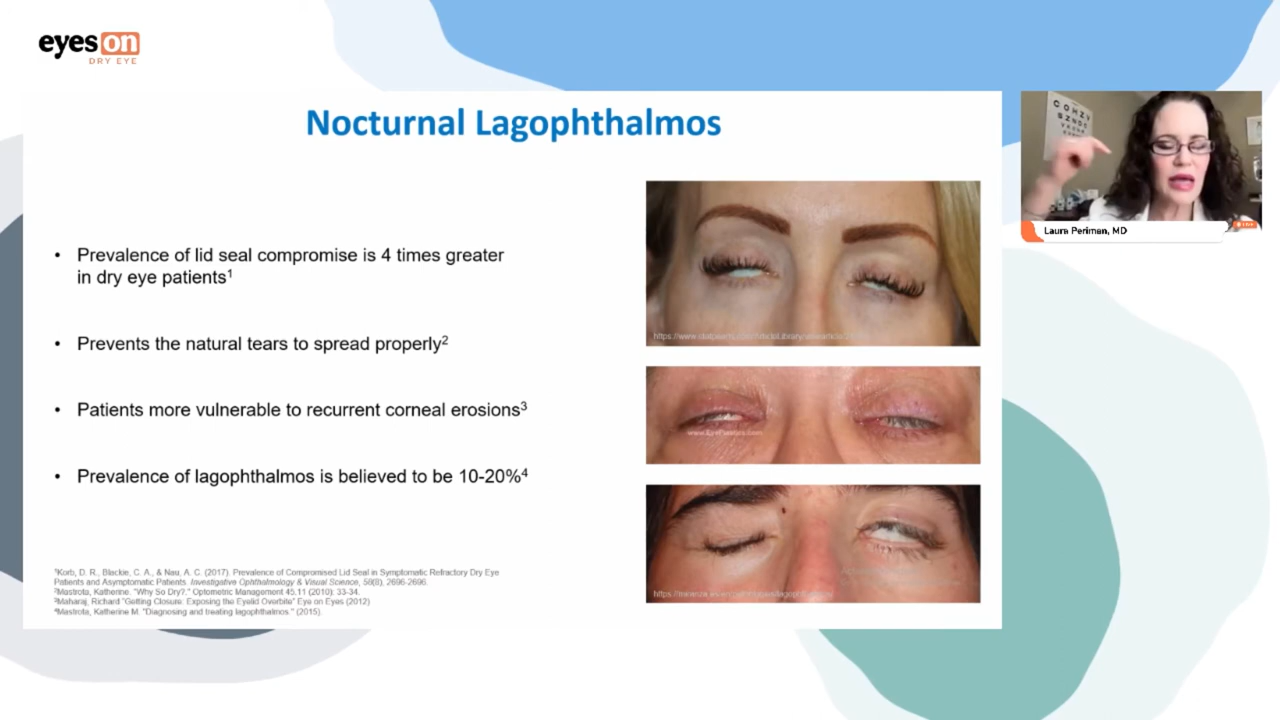 eyes on
DRY EYE
Nocturnal Lagophthalmos
• Prevalence of lid seal compromise is 4 times greater
in dry eye patients1
• Prevents the natural tears to spread properly2
• Patients more vulnerable to recurrent corneal erosions3
• Prevalence of lagophthalmos is believed to be 10-20%4
1Korb, D. R., Blackie, C. A., & Nau, A. C. (2017). Prevalence of Compromised Lid Seal in Symptomatic Refractory Dry Eye
Patients and Asymptomatic Patients. Investigative Ophthalmology & Visual Science, 58(8), 2696-2696.
2Mastrota, Katherine. "Why So Dry?." Optometric Management 45.11 (2010): 33-34.
3Maharaj, Richard "Getting Closure: Exposing the Eyelid Overbite" Eye on Eyes (2012)
4Mastrota, Katherine M. "Diagnosing and treating lagophthalmos." (2015).
www.EyePlastics.com
Laura Periman, MD